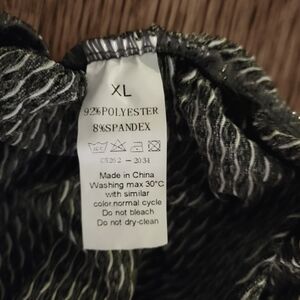 XL
92%POLYESTER
8%SPANDEX
Made in China
Washing max 30°C
with similar
color.normal cycle
Do not bleach
Do not dry-clean